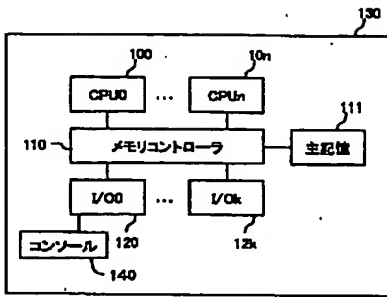 130
100
10n
CPU0 … CPUn
111
110
メモリコントローラ
主記憶
I/O0 … I/Ok
120
12k
コンソール
140